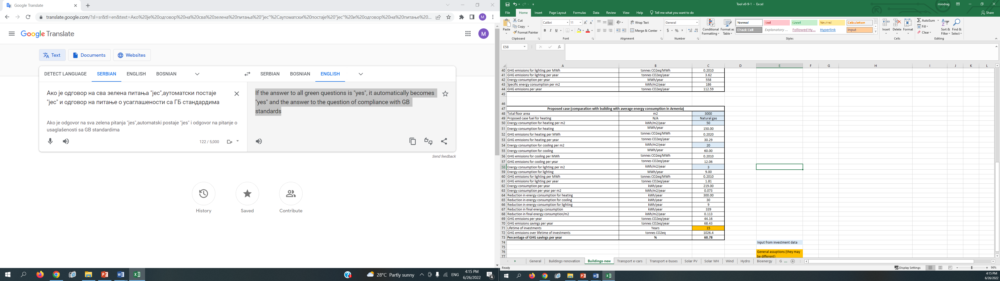 Google Translate
translate.google.com/?sl=sr&tl=en&text=Ако%20је%20одговор%20на%20сва%20зелена%20питања%20"јес"%2Саутоматски%20постаје%20"јес"%20и%20одговор%20на%20питање%20...
M
Google Translate
M
Text
Documents
Websites
DETECT LANGUAGE SERBIAN ENGLISH BOSNIAN
SERBIAN BOSNIAN ENGLISH
Ако је одговор на сва зелена питања "јес",аутоматски постаје
"јес" и одговор на питање о усаглашености са ГБ стандардима
Ako je odgovor na sva zelena pitanja "jes",automatski postaje "jes" i odgovor na pitanje o
usaglašenosti sa GB standardima
122 / 5,000
If the answer to all green questions is "yes", it automatically becomes
"yes" and the answer to the question of compliance with GB
standards
Send feedback
History
Saved
Contribute
28°C Partly sunny
ENG
4:15 PM
6/26/2022
4
Tool v0-9-1 - Excel
miodrag
File Home Insert Page Layout Formulas Data Review View Help Tell me what you want to do
Share
Paste
Cut
Copy
Format Painter
Clipboard
Calibri 11
B I U
Font
Wrap Text
Merge & Center
Alignment
General
Number
Conditional Formatting
Format as Table
Normal Bad Good Neutral Calculation
Check Cell Explanatory ... Followed Hy... Hyperlink Input
Styles
Insert Delete Format
Cells
AutoSum
Fill
Clear
Sort & Filter
Find & Select
Editing
E58
A B C D E F G H I J K L
40 GHG emissions for lighting per MWh tonnes CO2eq/MWh 0.2010
41 GHG emissions for lighting per year tonnes CO2eq/year 3.62
42 Energy consumption per year MWh/year 558
43 Specific energy consumption per m2 kWh/m2/year 186
44 GHG emissions per year tonnes CO2eq/year 112.59
45
46
47 Proposed case (comparation with building with average energy consumption in Armenia)
48 Total floor area m2 3000
49 Proposed case fuel for heating N/A Natural gas
50 Energy consumption for heating per m2 kWh/m2/year 50
51 Energy consumption for heating MWh/year 150.00
52 GHG emissions for heating per MWh tonnes CO2eq/MWh 0.2020
53 GHG emissions for heating per year tonnes CO2eq/year 30.29
54 Energy consumption for cooling per m2 kWh/m2/year 20
55 Energy consumption for cooling MWh/year 60.00
56 GHG emissions for cooling per MWh tonnes CO2eq/MWh 0.2010
57 GHG emissions for cooling per year tonnes CO2eq/year 12.06
58 Energy consumption for lighting per m2 kWh/m2/year 3
59 Energy consumption for lighting MWh/year 9.00
60 GHG emissions for lighting per MWh tonnes CO2eq/MWh 0.2010
61 GHG emissions for lighting per year tonnes CO2eq/year 1.81
62 Energy consumption per year kWh/year 219.00
63 Energy consumption per year per m2 kWh/m2/year 0.073
64 Reduction in energy consumption for heating kWh/year 300.00
65 Reduction in energy consumption for cooling kWh/year 30
66 Reduction in energy consumption for lighting kWh/year 9
67 Reduction in final energy consumption kWh/year 339
68 Reduction in final energy consumption/m2 kWh/m2/year 0.113
69 GHG emissions per year tonnes CO2eq/year 44.16
70 GHG emissions savings per year tonnes CO2eq/year 68.43
71 Lifetime of investments Years 15
72 GHG emissions over lifetime of investments tonnes CO2eq 1026.4
73 Percentage of GHG savings per year % 60.78
74 Input from investment data
75
76 General assuptions (they may
77 be different)
General Buildings-renovation Buildings-new Transport e-cars Transport e-buses Solar PV Solar WH Wind Hydro Bioenergy G ...
Ready
Display Settings
96%
4:15 PM
6/26/2022